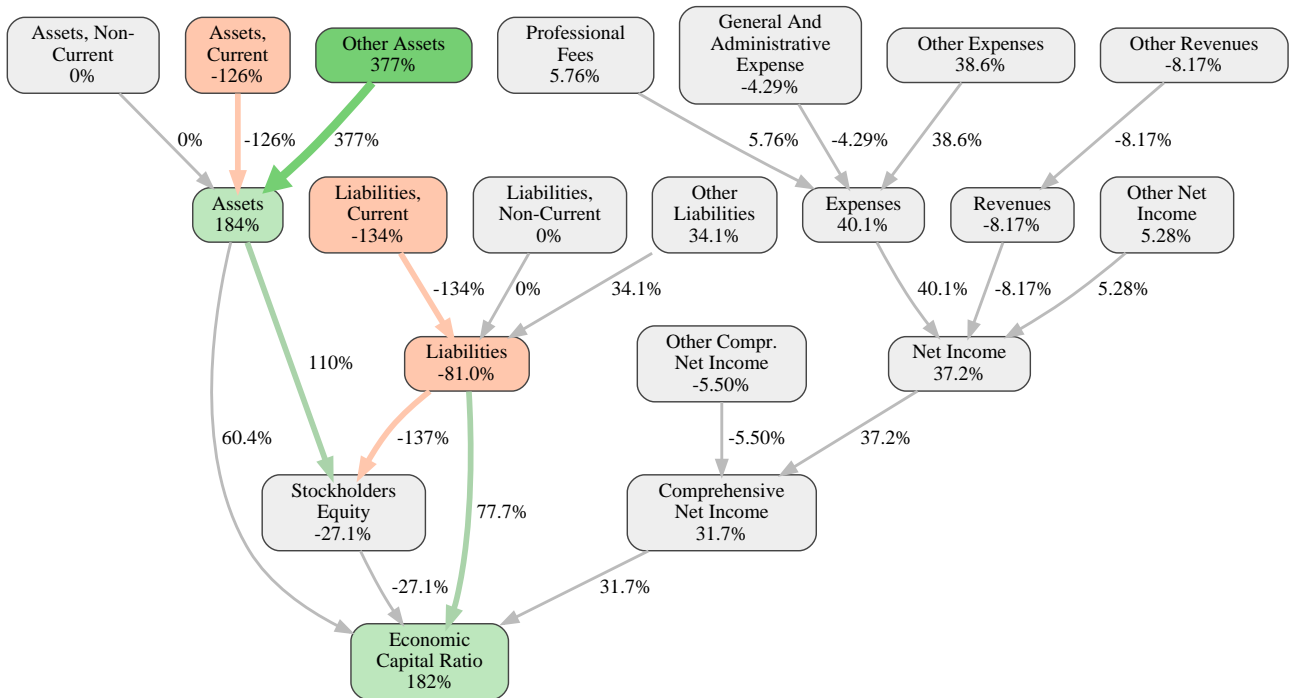 Assets, Non-
Current
0%
Assets,
Current
-126%
Other Assets
377%
Professional
Fees
5.76%
General And
Administrative
Expense
-4.29%
Other Expenses
38.6%
Other Revenues
-8.17%
0%
-126%
377%
5.76%
-4.29%
38.6%
-8.17%
Assets
184%
Liabilities,
Current
-134%
Liabilities,
Non-Current
0%
Other
Liabilities
34.1%
Expenses
40.1%
Revenues
-8.17%
Other Net
Income
5.28%
-134%
0%
34.1%
40.1%
-8.17%
5.28%
110%
Liabilities
-81.0%
Other Compr.
Net Income
-5.50%
Net Income
37.2%
60.4%
-137%
-5.50%
37.2%
Stockholders
Equity
-27.1%
77.7%
Comprehensive
Net Income
31.7%
-27.1%
31.7%
Economic
Capital Ratio
182%